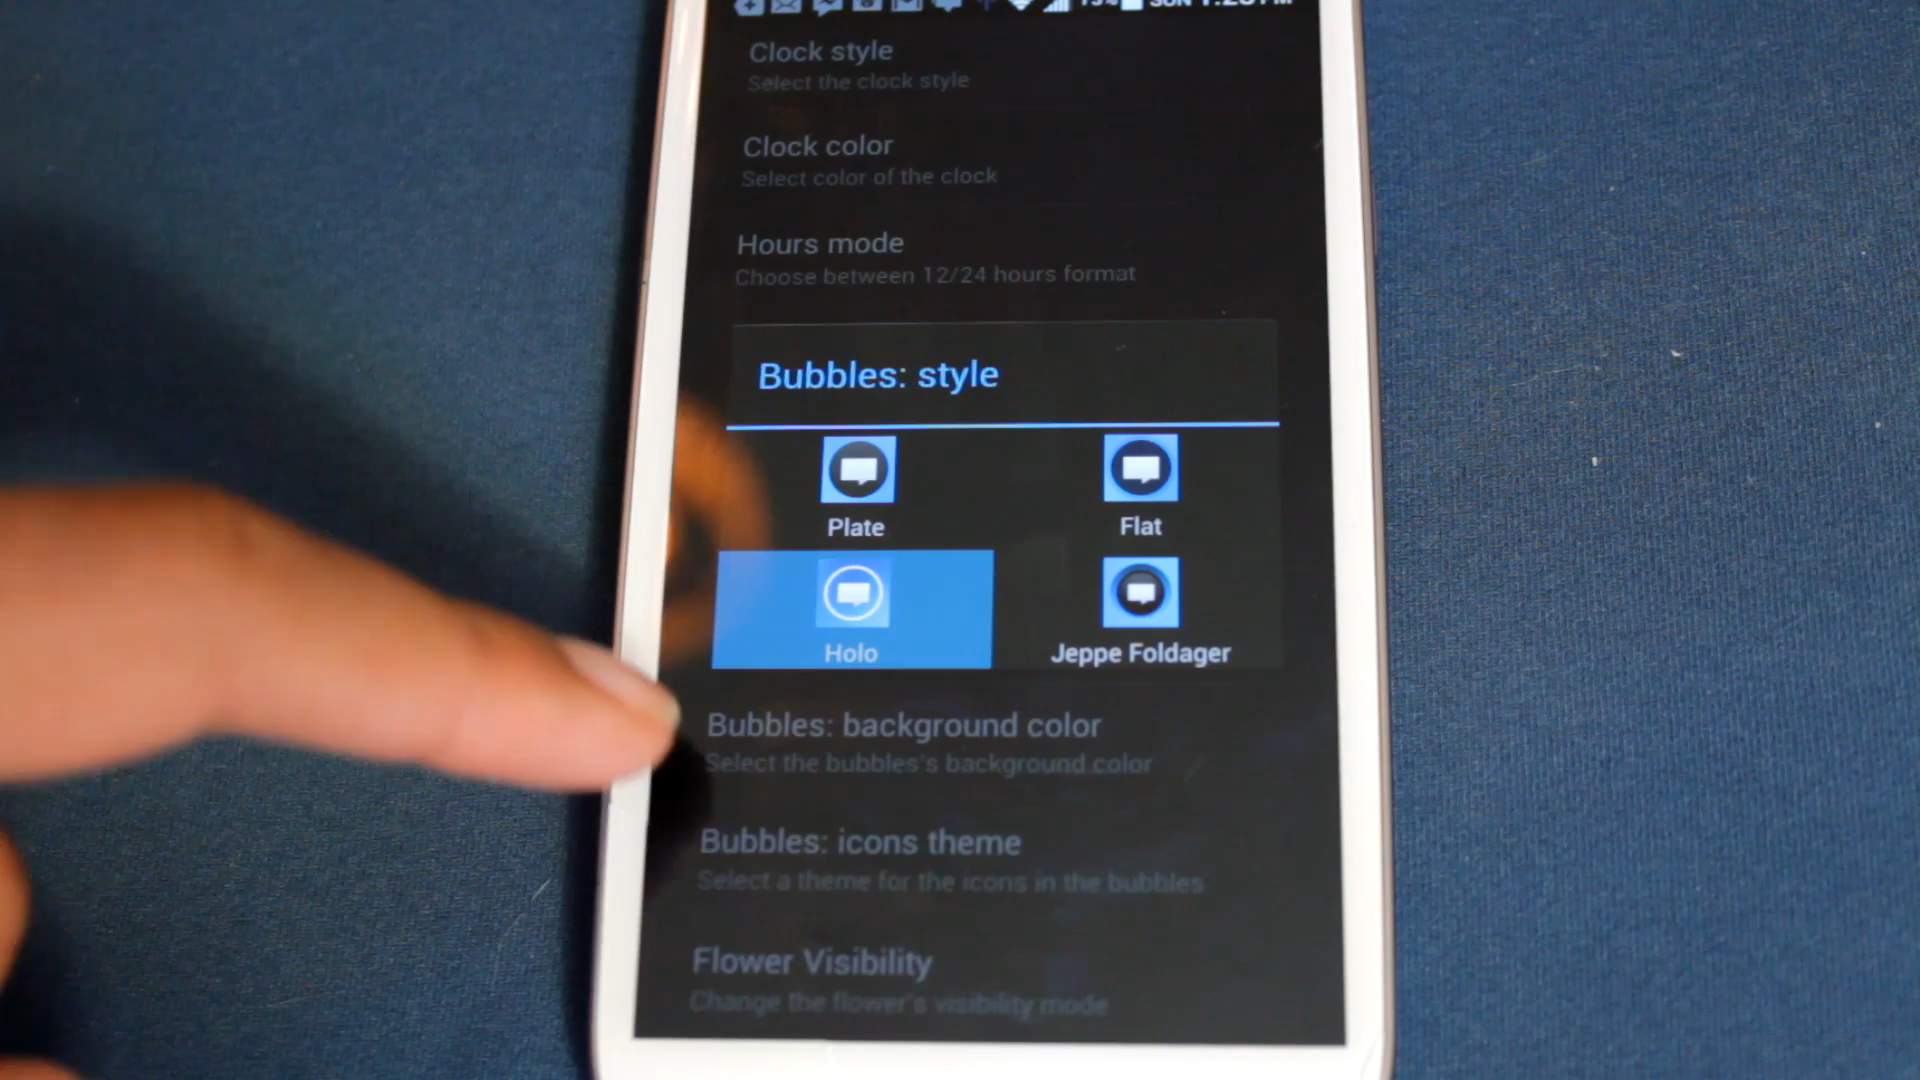 Clock style
Select the clock style
Clock color
Select color of the clock
Hours mode
Choose between 12/24 hours format
Bubbles: style
Plate
Flat
Holo
Jeppe Foldager
Bubbles: background color
Select the bubbles's background color
Bubbles: icons theme
Select a theme for the icons in the bubbles
Flower Visibility
Change the flower's visibility mode